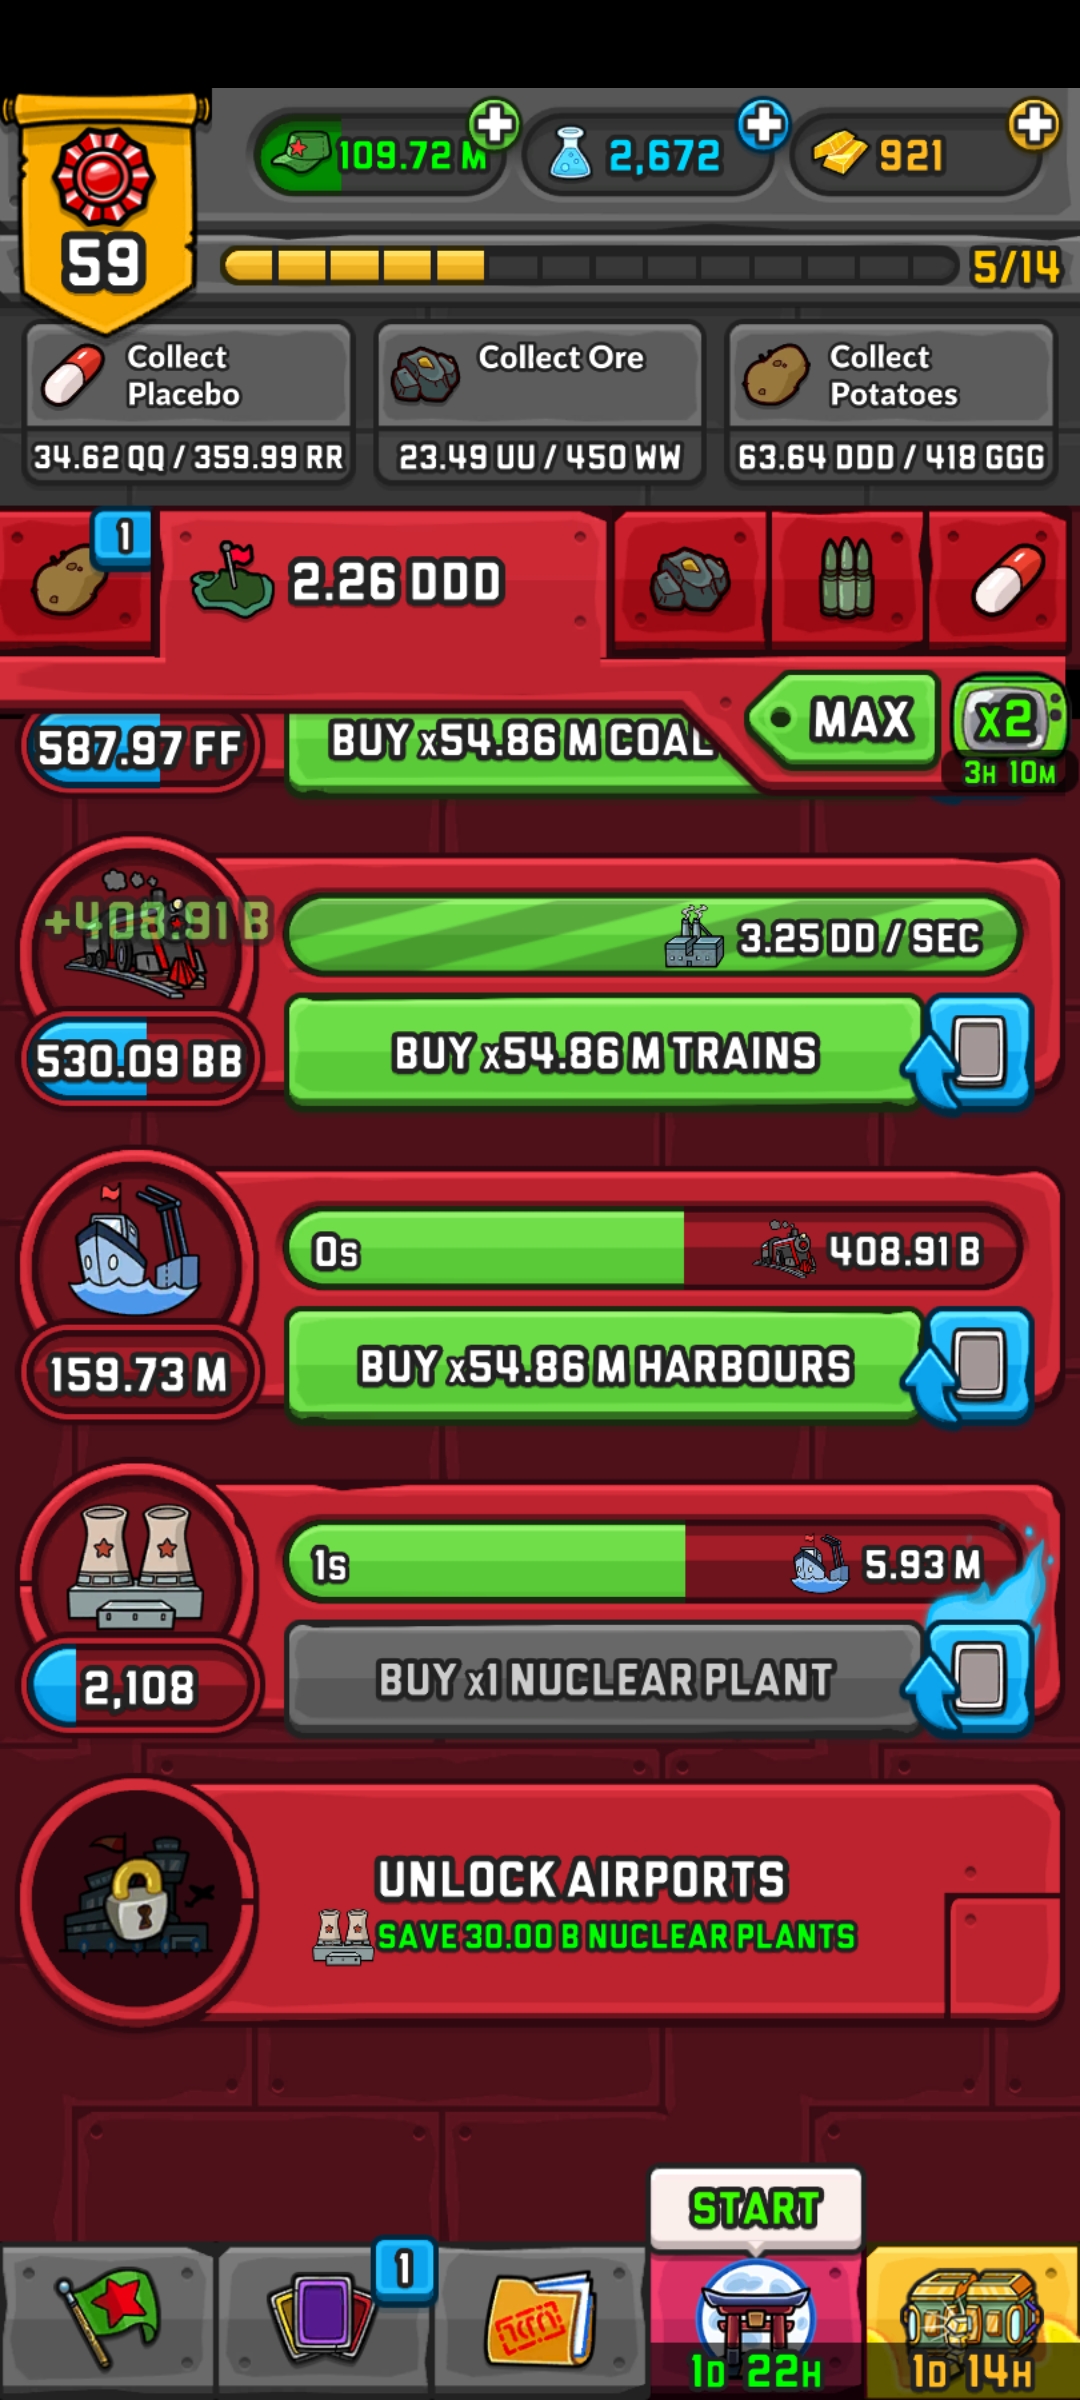 109.72 M
2,672
921
59
5/14
Collect Placebo
34.62 QQ / 359.99 RR
Collect Ore
23.49 UU / 450 WW
Collect Potatoes
63.64 DDD / 418 GGG
1
2.26 DDD
MAX
x2
3H 10M
587.97 FF
BUY x54.86 M COAL
+408.91 B
3.25 DD / SEC
530.09 BB
BUY x54.86 M TRAINS
0s
408.91 B
159.73 M
BUY x54.86 M HARBOURS
1s
5.93 M
2,108
BUY x1 NUCLEAR PLANT
UNLOCK AIRPORTS
SAVE 30.00 B NUCLEAR PLANTS
START
1
1D 22H
1D 14H